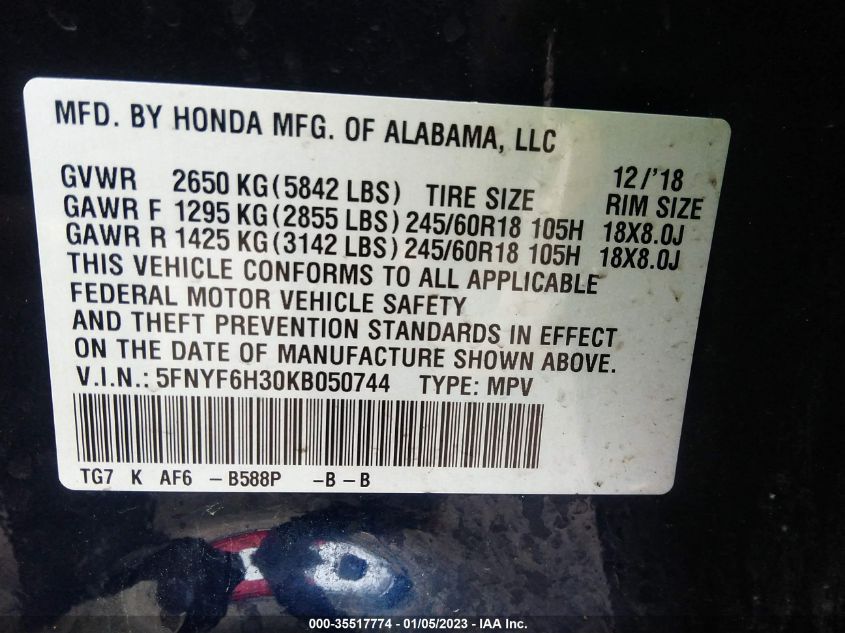 MFD. BY HONDA MFG. OF ALABAMA, LLC
12/'18
GVWR 2650 KG(5842 LBS) TIRE SIZE RIM SIZE
GAWR F 1295 KG(2855 LBS) 245/60R18 105H 18X8.0J
GAWR R 1425 KG(3142 LBS) 245/60R18 105H 18X8.0J
THIS VEHICLE CONFORMS TO ALL APPLICABLE
FEDERAL MOTOR VEHICLE SAFETY
AND THEFT PREVENTION STANDARDS IN EFFECT
ON THE DATE OF MANUFACTURE SHOWN ABOVE.
V.I.N.: 5FNYF6H30KB050744 TYPE: MPV
TG7 K AF6 -B588P -B-B
000-35517774 - 01/05/2023 - IAA Inc.